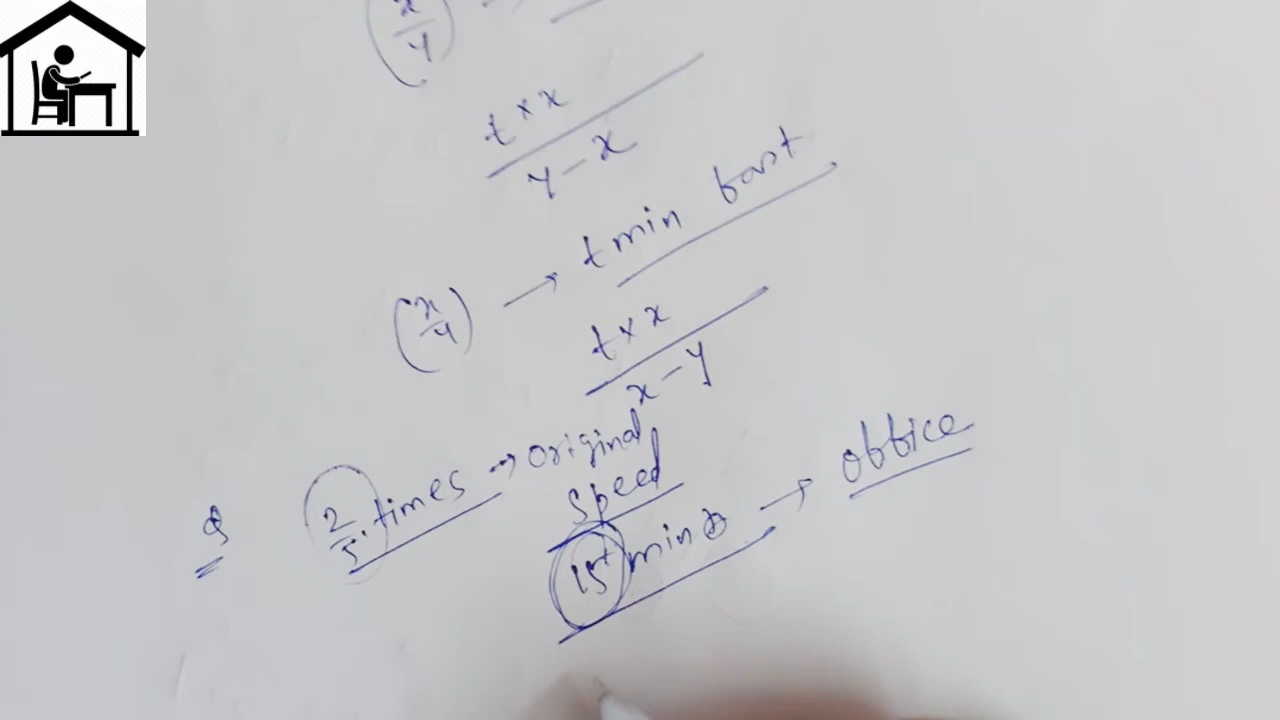 (x/y)
t × x
y - x
(x/y) → t min fast
t × x
x - y
Q 2/5 times → Original
Speed
15 min → office